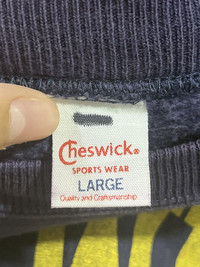 Cheswick®
SPORTS WEAR
LARGE
Quality and Craftsmanship